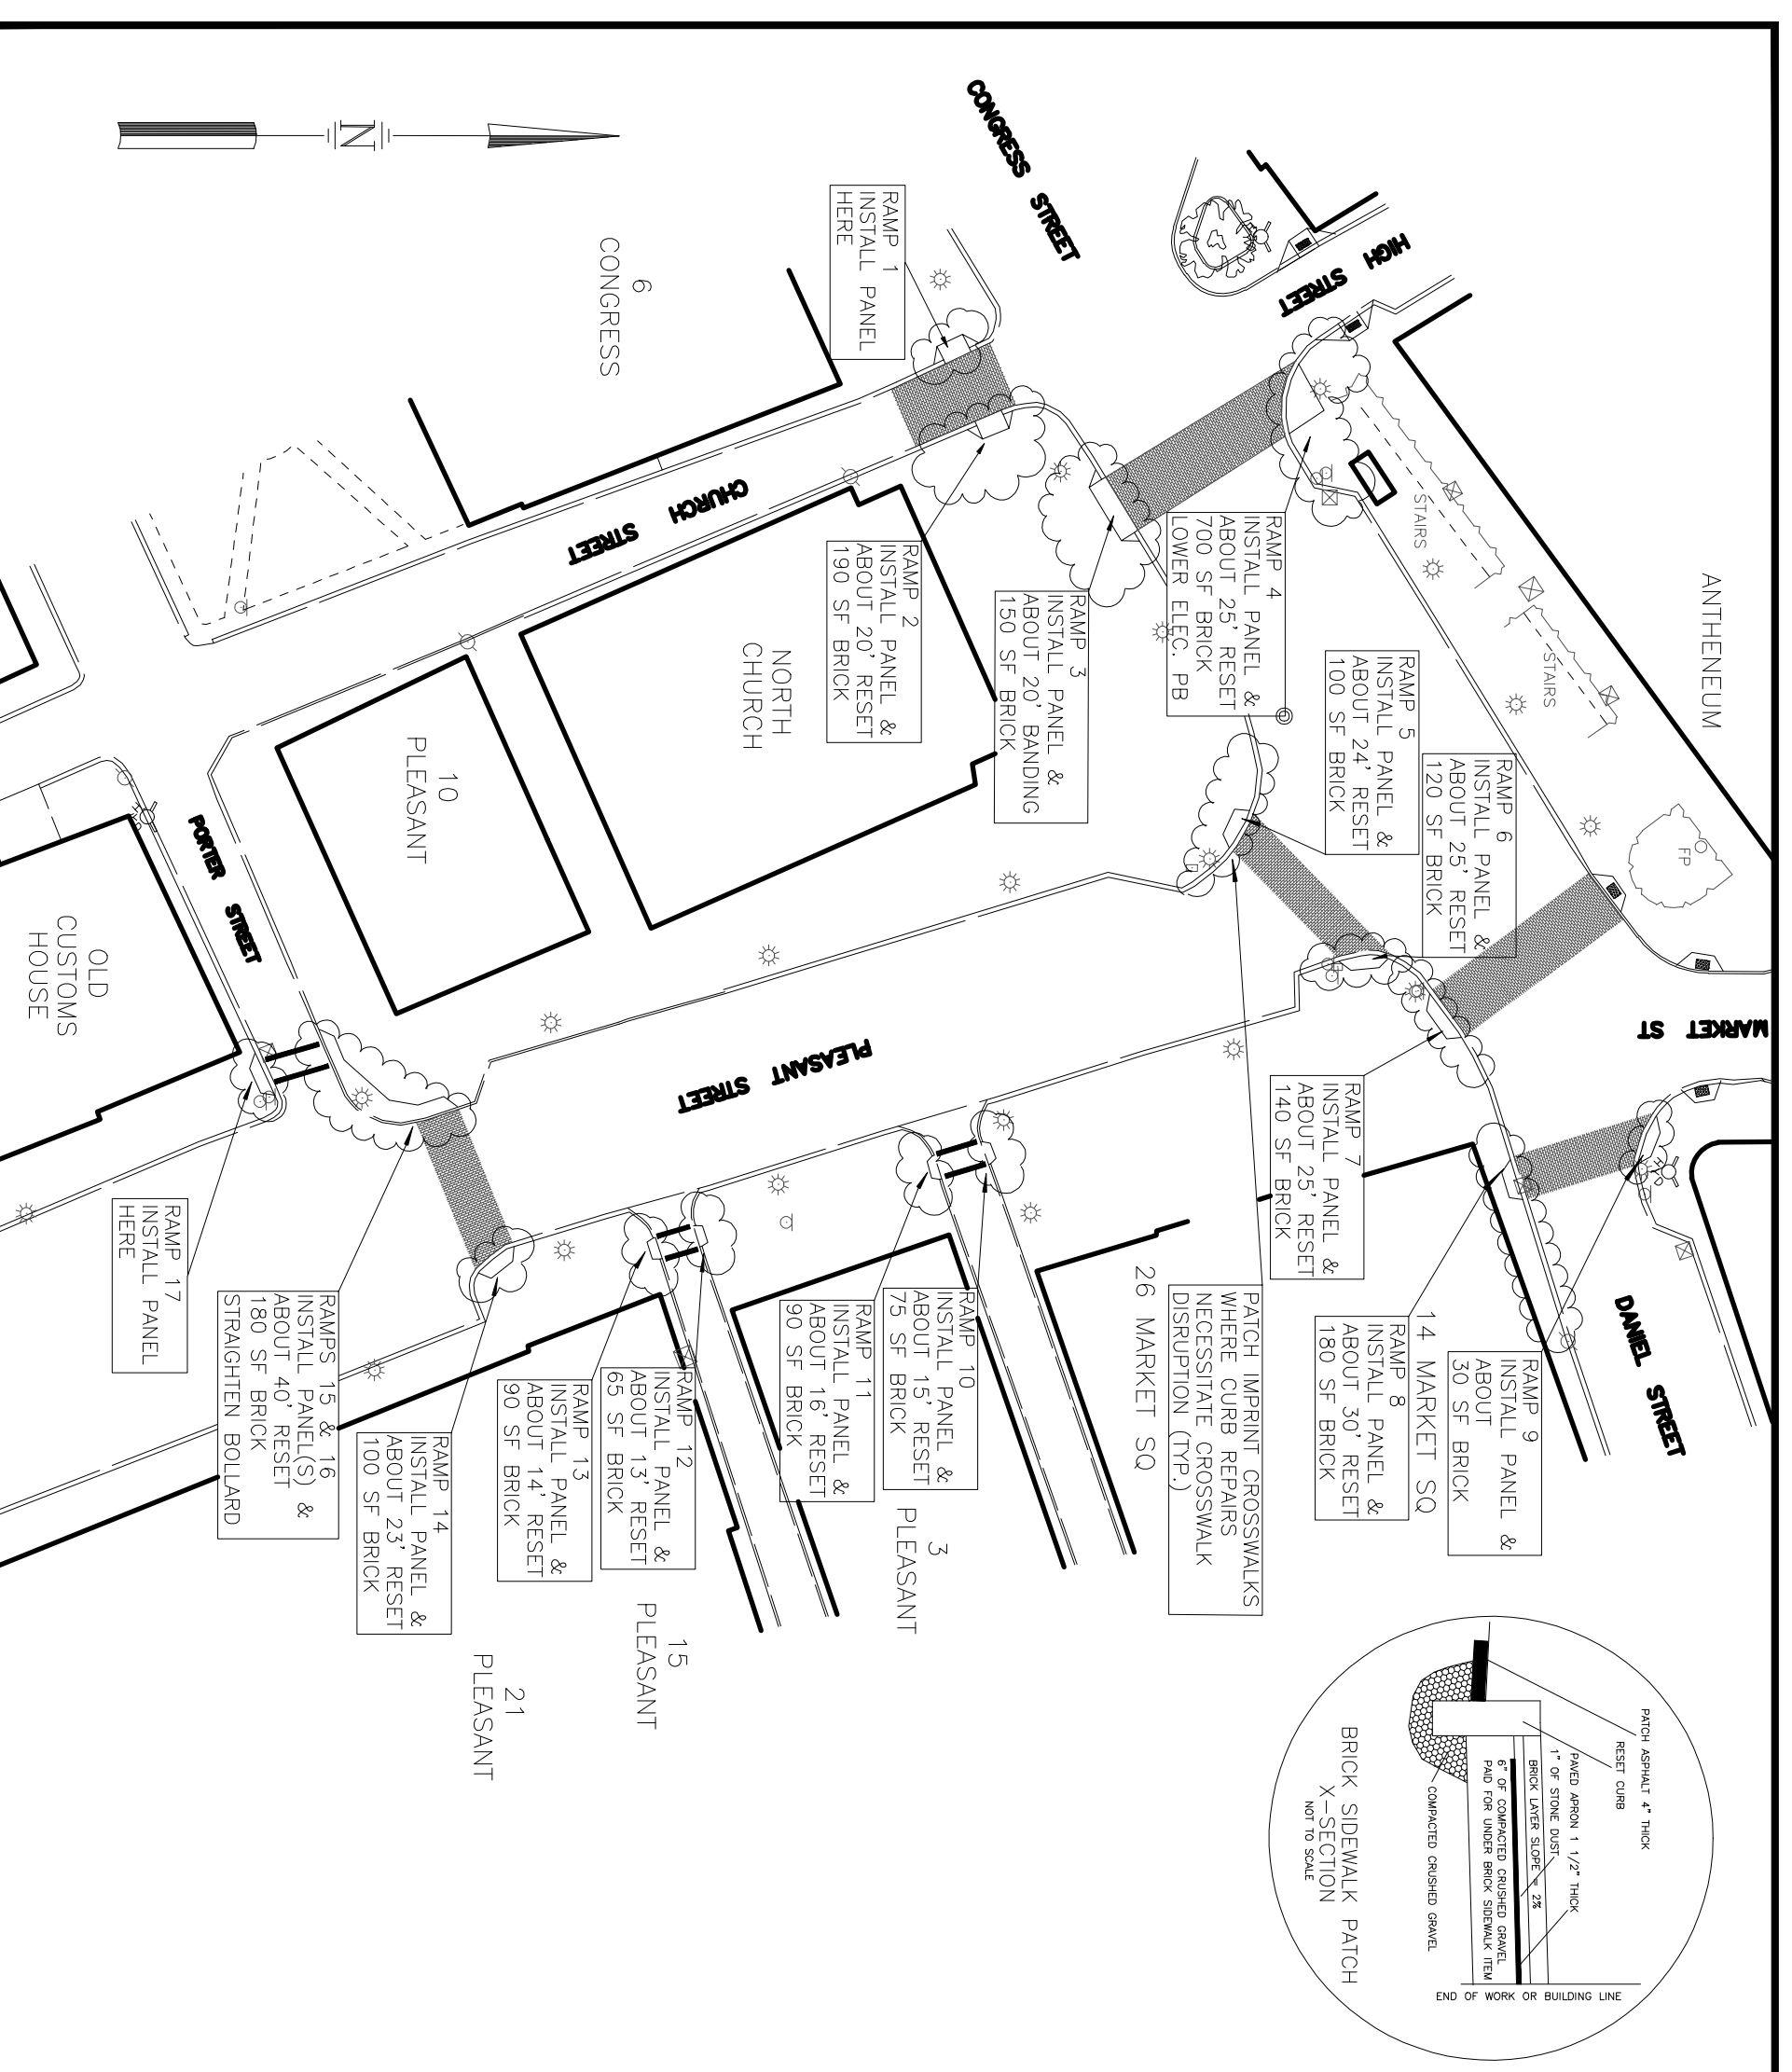 CONGRESS STREET
HIGH STREET
ANTHENEUM
STAIRS
STAIRS
FP
N
6
CONGRESS
CHURCH STREET
NORTH
CHURCH
10
PLEASANT
PORTER STREET
OLD
CUSTOMS
HOUSE
PLEASANT STREET
MARKET ST
DANIEL STREET
14 MARKET SQ
26 MARKET SQ
3
PLEASANT
15
PLEASANT
21
PLEASANT
RAMP 1
INSTALL PANEL
HERE
RAMP 2
INSTALL PANEL &
ABOUT 20' RESET
190 SF BRICK
RAMP 3
INSTALL PANEL &
ABOUT 20' BANDING
150 SF BRICK
RAMP 4
INSTALL PANEL &
ABOUT 25' RESET
700 SF BRICK
LOWER ELEC. PB
RAMP 5
INSTALL PANEL &
ABOUT 24' RESET
100 SF BRICK
RAMP 6
INSTALL PANEL &
ABOUT 25' RESET
120 SF BRICK
RAMP 7
INSTALL PANEL &
ABOUT 25' RESET
140 SF BRICK
RAMP 8
INSTALL PANEL &
ABOUT 30' RESET
180 SF BRICK
RAMP 9
INSTALL PANEL &
ABOUT
30 SF BRICK
PATCH IMPRINT CROSSWALKS
WHERE CURB REPAIRS
NECESSITATE CROSSWALK
DISRUPTION (TYP.)
RAMP 10
INSTALL PANEL &
ABOUT 15' RESET
75 SF BRICK
RAMP 11
INSTALL PANEL &
ABOUT 16' RESET
90 SF BRICK
RAMP 12
INSTALL PANEL &
ABOUT 13' RESET
65 SF BRICK
RAMP 13
INSTALL PANEL &
ABOUT 14' RESET
90 SF BRICK
RAMP 14
INSTALL PANEL &
ABOUT 23' RESET
100 SF BRICK
RAMPS 15 & 16
INSTALL PANEL(S) &
ABOUT 40' RESET
180 SF BRICK
STRAIGHTEN BOLLARD
RAMP 17
INSTALL PANEL
HERE
PATCH ASPHALT 4" THICK
RESET CURB
PAVED APRON 1 1/2" THICK
1" OF STONE DUST
BRICK LAYER SLOPE = 2%
6" OF COMPACTED CRUSHED GRAVEL
PAID FOR UNDER BRICK SIDEWALK ITEM
COMPACTED CRUSHED GRAVEL
END OF WORK OR BUILDING LINE
BRICK SIDEWALK PATCH
X-SECTION
NOT TO SCALE